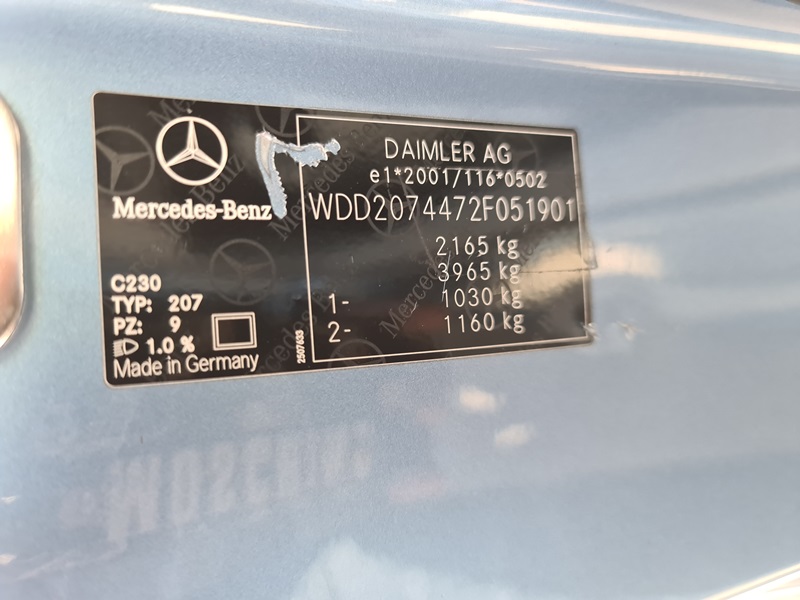 Mercedes-Benz
C230
TYP: 207
PZ: 9
1.0 %
Made in Germany
2507633
DAIMLER AG
e1*2001/116*0502
WDD2074472F051901
2165 kg
3965 kg
1- 1030 kg
2- 1160 kg